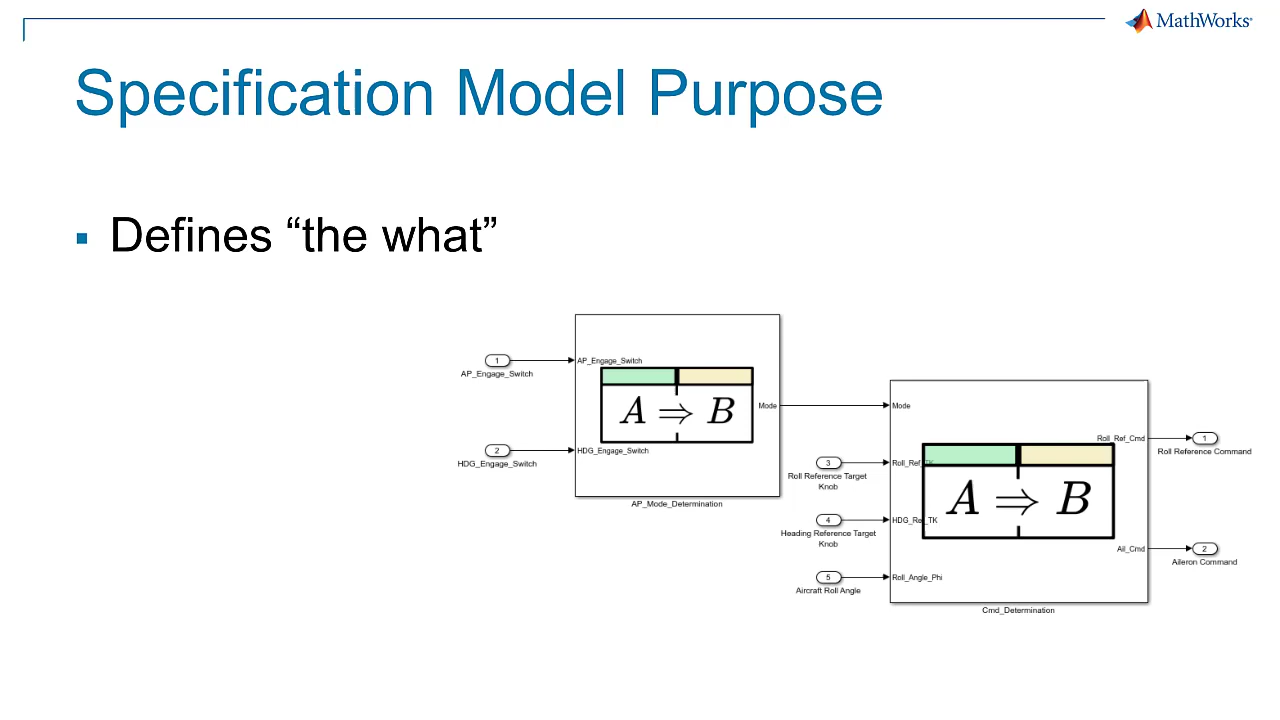 MathWorks®
Specification Model Purpose
▪ Defines “the what”
1
AP_Engage_Switch
2
HDG_Engage_Switch
AP_Engage_Switch
HDG_Engage_Switch
A ⇒ B
Mode
AP_Mode_Determination
3
Roll Reference Target
Knob
4
Heading Reference Target
Knob
5
Aircraft Roll Angle
Mode
Roll_Ref_TK
HDG_Ref_TK
Roll_Angle_Phi
A ⇒ B
Roll_Ref_Cmd
Ail_Cmd
Cmd_Determination
1
Roll Reference Command
2
Aileron Command